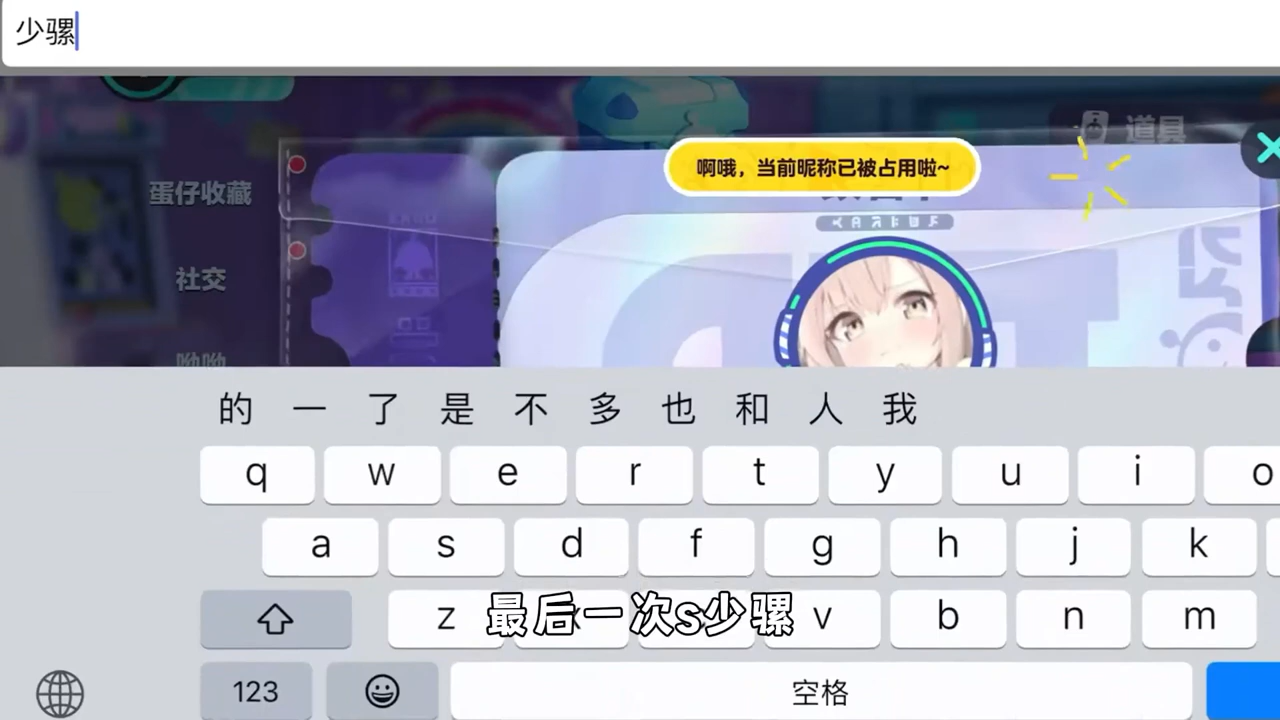 少骡
道具
啊哦，当前昵称已被占用啦~
蛋仔收藏
社交
呦呦
的 一 了 是 不 多 也 和 人 我
q w e r t y u i o
a s d f g h j k
z v b n m
最后一次s少骡
123 空格